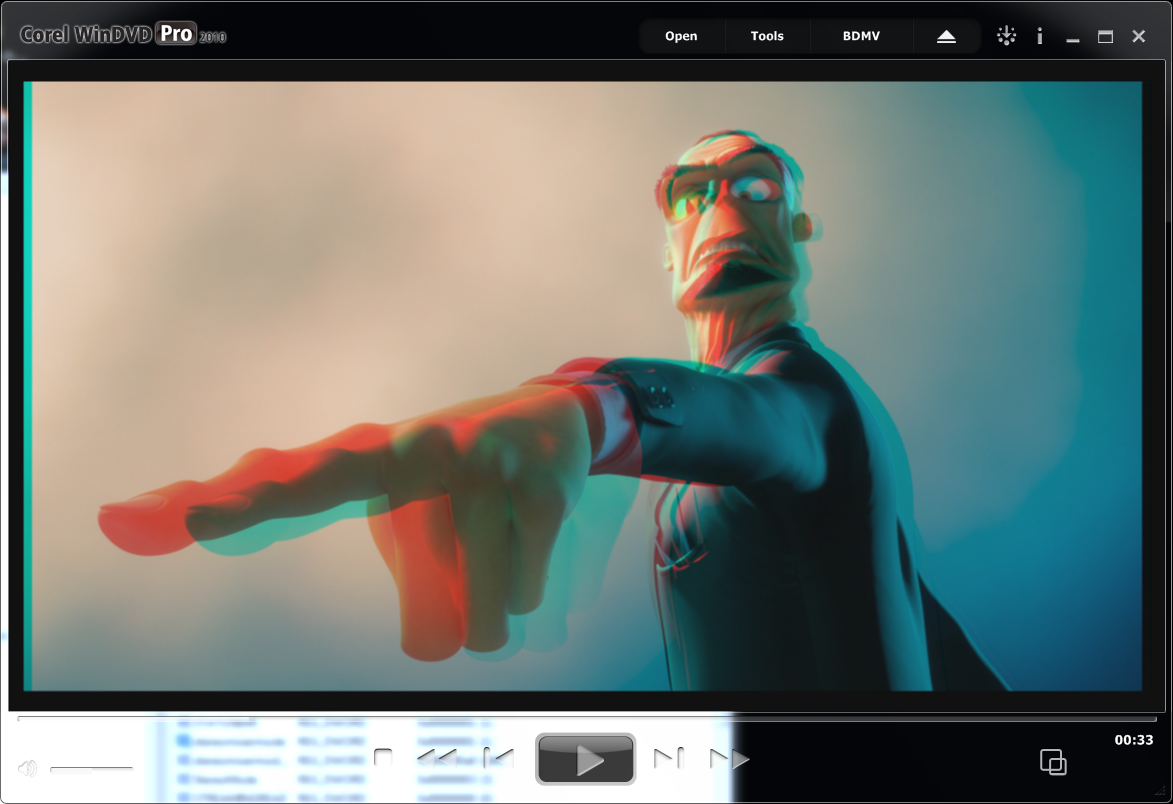 Corel WinDVD Pro 2010
Open Tools BDMV
00:33